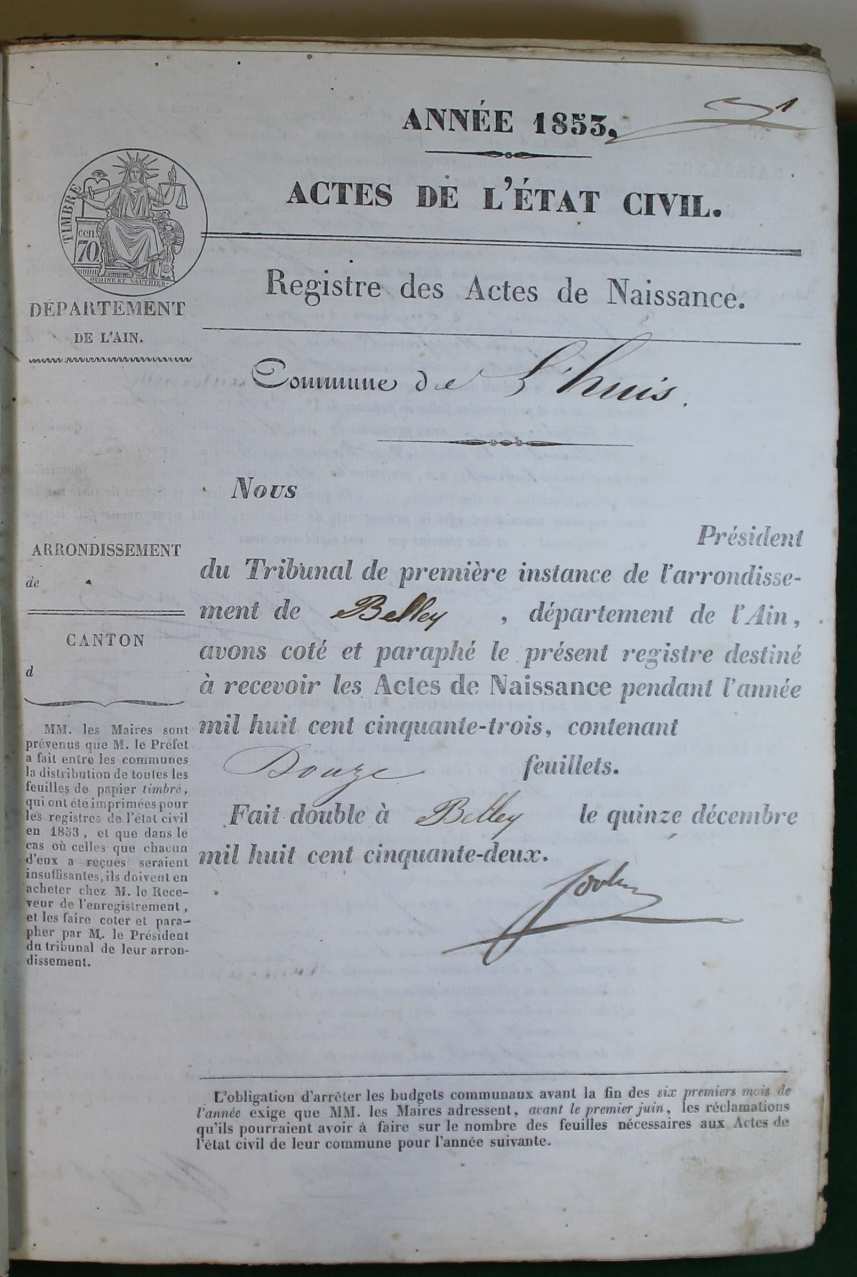 ANNÉE 1853,
ACTES DE L'ÉTAT CIVIL.
TIMBRE
cen
70
DÉPARTEMENT
DE L'AIN.
Registre des Actes de Naissance.
Commune de L'huis.
Nous
Président
du Tribunal de première instance de l'arrondisse-
ment de Belley, département de l'Ain,
avons coté et paraphé le présent registre destiné
à recevoir les Actes de Naissance pendant l'année
mil huit cent cinquante-trois, contenant
Douze feuillets.
Fait double à Belley le quinze décembre
mil huit cent cinquante-deux.
ARRONDISSEMENT
de
CANTON
d
MM. les Maires sont
prévenus que M. le Préfet
a fait entre les communes
la distribution de toutes les
feuilles de papier timbré,
qui ont été imprimées pour
les registres de l'état civil
en 1853, et que dans le
cas où celles que chacun
d'eux a reçues seraient
insuffisantes, ils doivent en
acheter chez M. le Rece-
veur de l'enregistrement,
et les faire coter et para-
pher par M. le Président
du tribunal de leur arron-
dissement.
L'obligation d'arrêter les budgets communaux avant la fin des six premiers mois de
l'année exige que MM. les Maires adressent, avant le premier juin, les réclamations
qu'ils pourraient avoir à faire sur le nombre des feuilles nécessaires aux Actes de
l'état civil de leur commune pour l'année suivante.